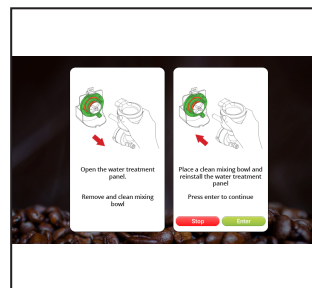 Open the water treatment
panel.
Remove and clean mixing
bowl
Place a clean mixing bowl and
reinstall the water treatment
panel
Press enter to continue
Stop
Enter